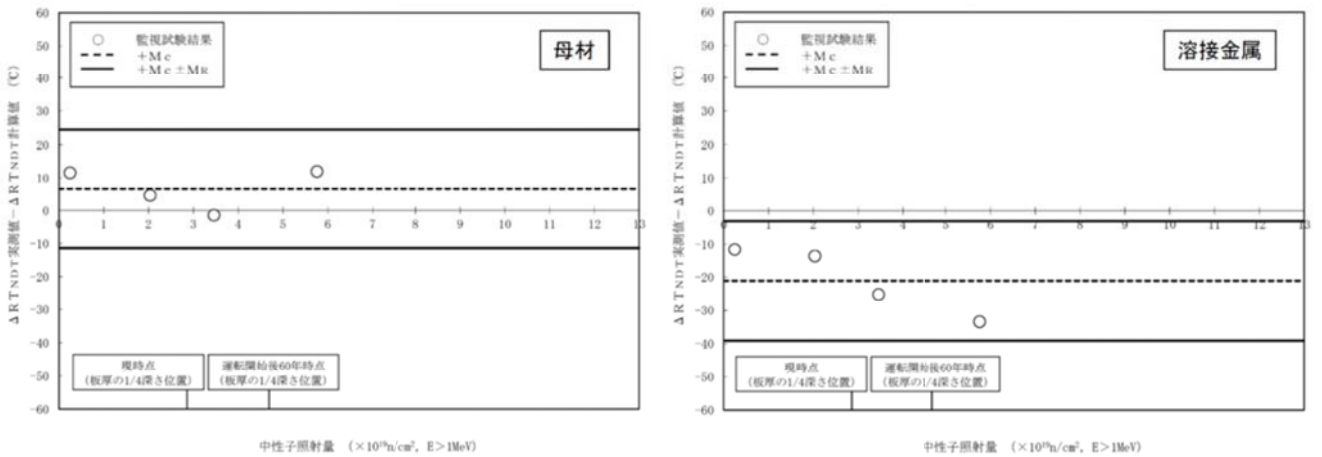 60
50
40
30
20
10
0
-10
-20
-30
-40
-50
-60
ΔRTNDT実測値−ΔRTNDT計算値 (℃)
○ 監視試験結果
+Mc
+Mc±MR
母材
0 1 2 3 4 5 6 7 8 9 10 11 12 13
現時点
(板厚の1/4深さ位置)
運転開始後60年時点
(板厚の1/4深さ位置)
中性子照射量 (×10¹⁹n/cm², E>1MeV)
60
50
40
30
20
10
0
-10
-20
-30
-40
-50
-60
ΔRTNDT実測値−ΔRTNDT計算値 (℃)
○ 監視試験結果
+Mc
+Mc±MR
溶接金属
0 1 2 3 4 5 6 7 8 9 10 11 12 13
現時点
(板厚の1/4深さ位置)
運転開始後60年時点
(板厚の1/4深さ位置)
中性子照射量 (×10¹⁹n/cm², E>1MeV)